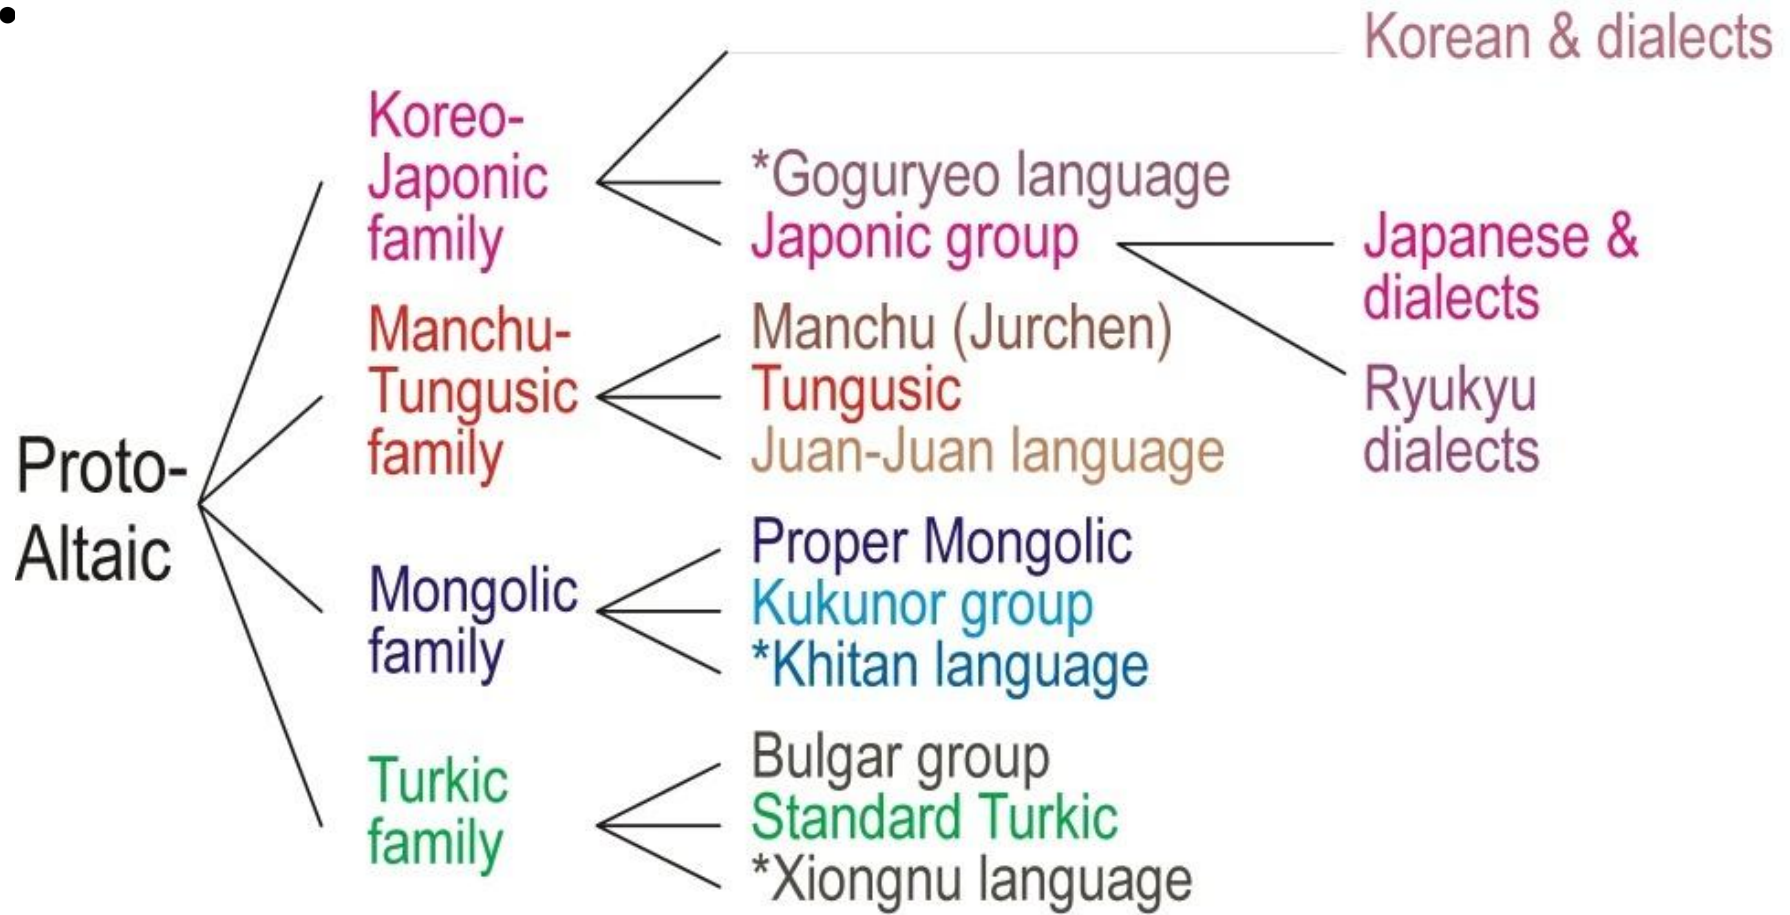 Korean & dialects
Koreo-
Japonic
family
*Goguryeo language
Japonic group
Japanese &
dialects
Ryukyu
dialects
Manchu-
Tungusic
family
Manchu (Jurchen)
Tungusic
Juan-Juan language
Proto-
Altaic
Mongolic
family
Proper Mongolic
Kukunor group
*Khitan language
Turkic
family
Bulgar group
Standard Turkic
*Xiongnu language